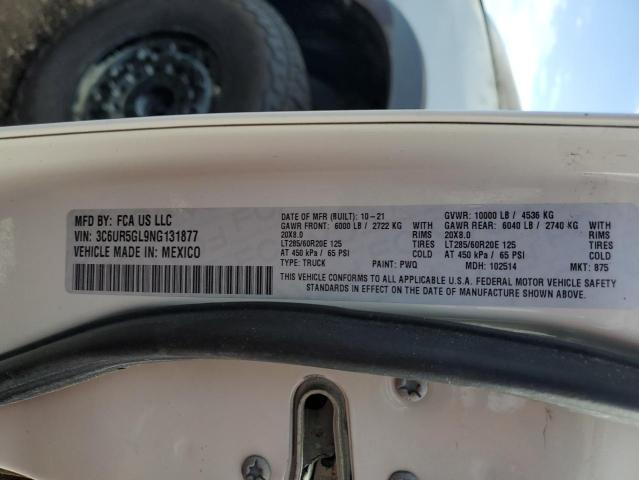 MFD BY: FCA US LLC
VIN: 3C6UR5GL9NG131877
VEHICLE MADE IN: MEXICO
DATE OF MFR (BUILT): 10-21
GAWR FRONT: 6000 LB / 2722 KG WITH
20X8.0 RIMS
LT285/60R20E 125 TIRES
AT 450 kPa / 65 PSI COLD
TYPE: TRUCK PAINT: PWQ
GVWR: 10000 LB / 4536 KG
GAWR REAR: 6040 LB / 2740 KG WITH
20X8.0 RIMS
LT285/60R20E 125 TIRES
AT 450 kPa / 65 PSI COLD
MDH: 102514 MKT: 875
THIS VEHICLE CONFORMS TO ALL APPLICABLE U.S.A. FEDERAL MOTOR VEHICLE SAFETY
STANDARDS IN EFFECT ON THE DATE OF MANUFACTURE SHOWN ABOVE.